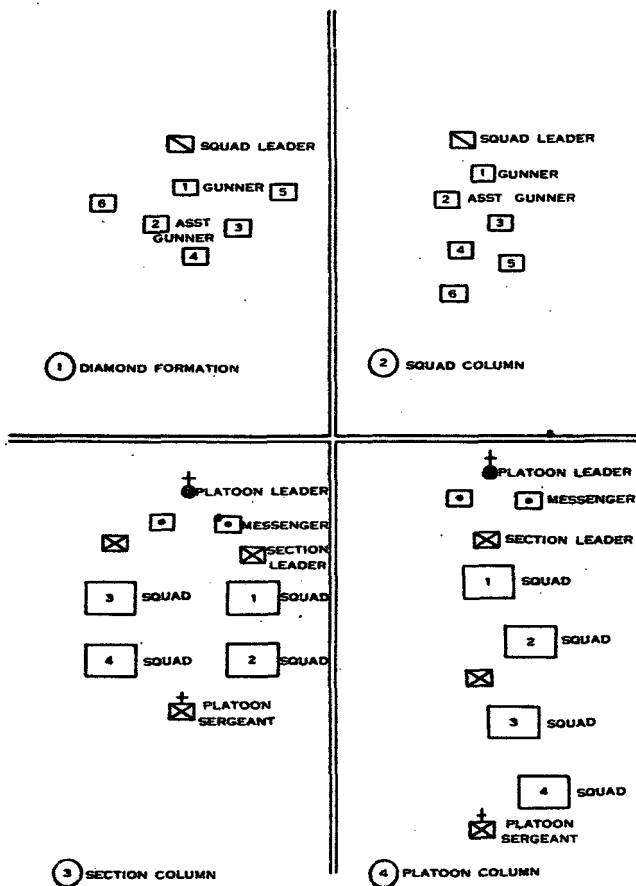 SQUAD LEADER
1 GUNNER
5
6
2 ASST GUNNER
3
4
1 DIAMOND FORMATION
SQUAD LEADER
1 GUNNER
2 ASST GUNNER
3
4
5
6
2 SQUAD COLUMN
PLATOON LEADER
MESSENGER
SECTION
LEADER
3 SQUAD
1 SQUAD
4 SQUAD
2 SQUAD
PLATOON
SERGEANT
3 SECTION COLUMN
PLATOON LEADER
MESSENGER
SECTION LEADER
1 SQUAD
2 SQUAD
3 SQUAD
4 SQUAD
PLATOON
SERGEANT
4 PLATOON COLUMN